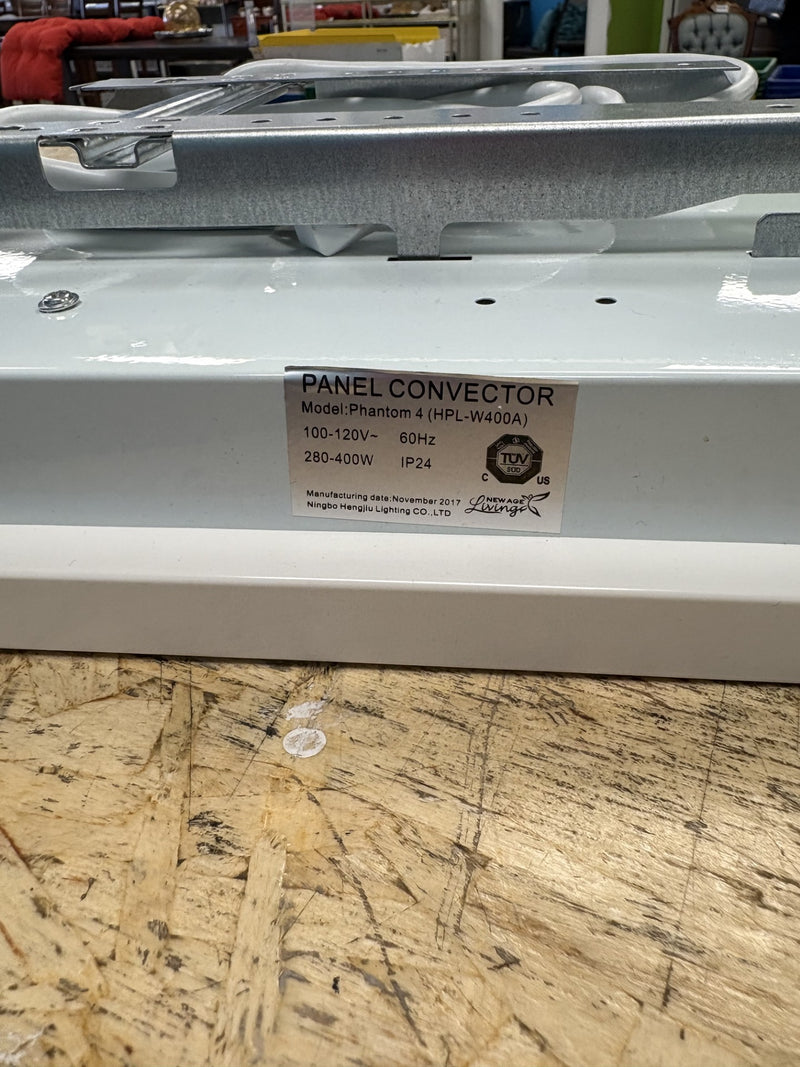 PANEL CONVECTOR
Model:Phantom 4 (HPL-W400A)
100-120V~ 60Hz
280-400W IP24
TÜV
SÜD
C US
Manufacturing date:November 2017
Ningbo Hengjiu Lighting CO.,LTD
NEW AGE
Living